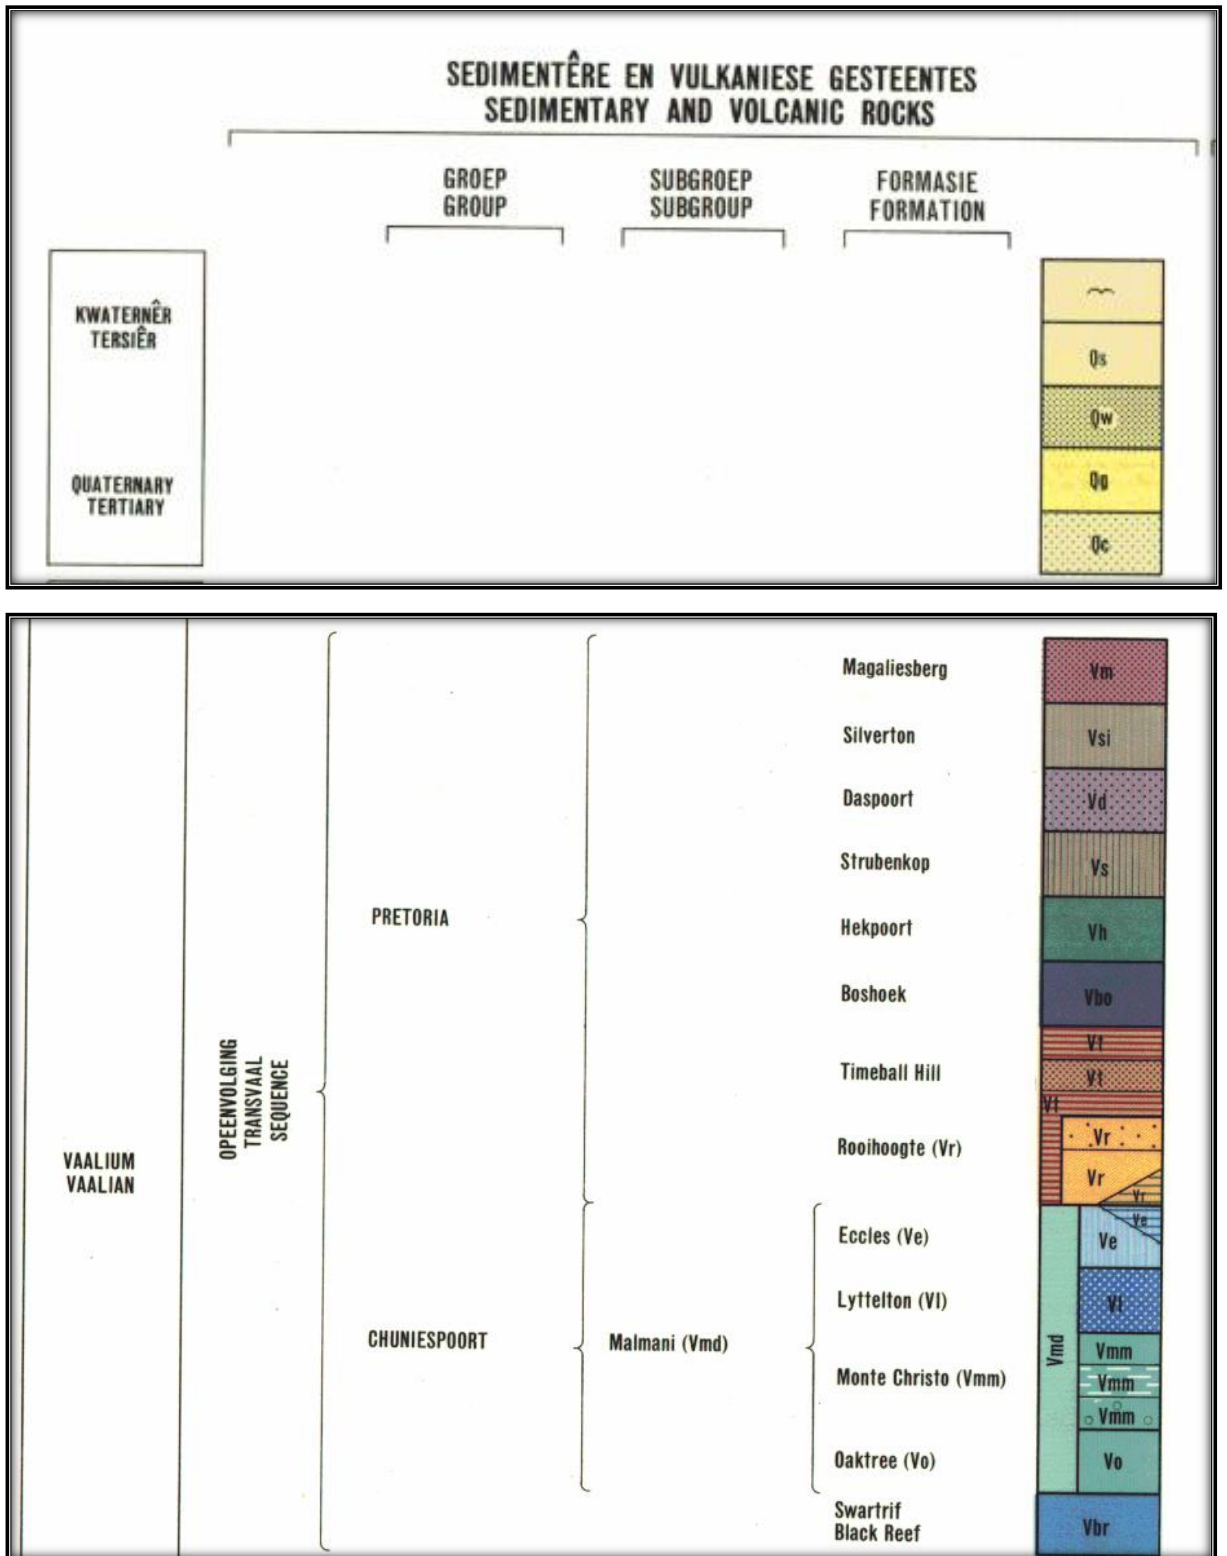 SEDIMENTÊRE EN VULKANIESE GESTEENTES
SEDIMENTARY AND VOLCANIC ROCKS
GROEP
GROUP
SUBGROEP
SUBGROUP
FORMASIE
FORMATION
KWATERNÊR
TERSIÊR
QUATERNARY
TERTIARY
Qs
Qw
Qg
Qc
VAALIUM
VAALIAN
OPEENVOLGING
TRANSVAAL
SEQUENCE
PRETORIA
Magaliesberg
Vm
Silverton
Vsi
Daspoort
Vd
Strubenkop
Vs
Hekpoort
Vh
Boshoek
Vbo
Timeball Hill
Vt
Vt
Vt
Rooihoogte (Vr)
Vr
Vr
Vr
CHUNIESPOORT
Malmani (Vmd)
Vmd
Eccles (Ve)
Ve
Ve
Lyttelton (Vl)
Vl
Monte Christo (Vmm)
Vmm
Vmm
Vmm
Oaktree (Vo)
Vo
Swartrif
Black Reef
Vbr